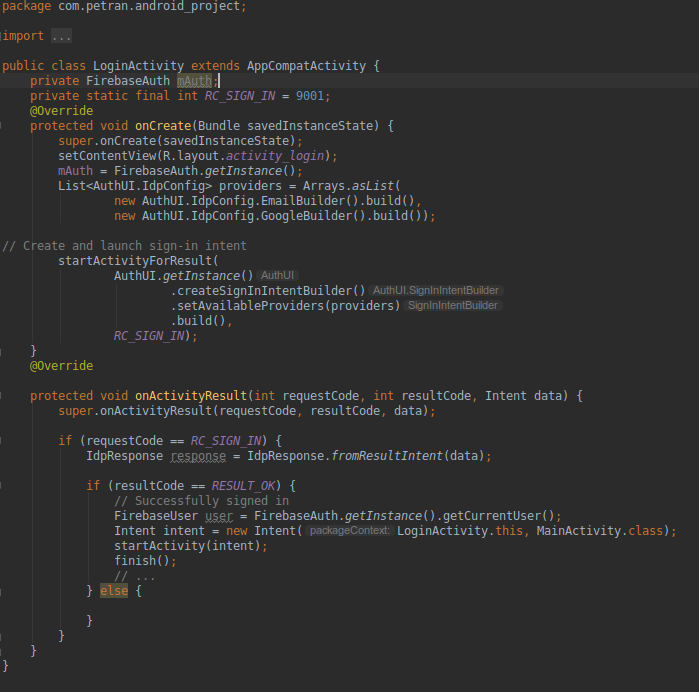 package com.petran.android_project;
import ...
public class LoginActivity extends AppCompatActivity {
    private FirebaseAuth mAuth;
    private static final int RC_SIGN_IN = 9001;
    @Override
    protected void onCreate(Bundle savedInstanceState) {
        super.onCreate(savedInstanceState);
        setContentView(R.layout.activity_login);
        mAuth = FirebaseAuth.getInstance();
        List<AuthUI.IdpConfig> providers = Arrays.asList(
                new AuthUI.IdpConfig.EmailBuilder().build(),
                new AuthUI.IdpConfig.GoogleBuilder().build());
// Create and launch sign-in intent
        startActivityForResult(
                AuthUI.getInstance() AuthUI
                        .createSignInIntentBuilder() AuthUI.SignInIntentBuilder
                        .setAvailableProviders(providers) SignInIntentBuilder
                        .build(),
                RC_SIGN_IN);
    }
    @Override
    protected void onActivityResult(int requestCode, int resultCode, Intent data) {
        super.onActivityResult(requestCode, resultCode, data);
        if (requestCode == RC_SIGN_IN) {
            IdpResponse response = IdpResponse.fromResultIntent(data);
            if (resultCode == RESULT_OK) {
                // Successfully signed in
                FirebaseUser user = FirebaseAuth.getInstance().getCurrentUser();
                Intent intent = new Intent( packageContext: LoginActivity.this, MainActivity.class);
                startActivity(intent);
                finish();
                // ...
            } else {
            }
        }
    }
}